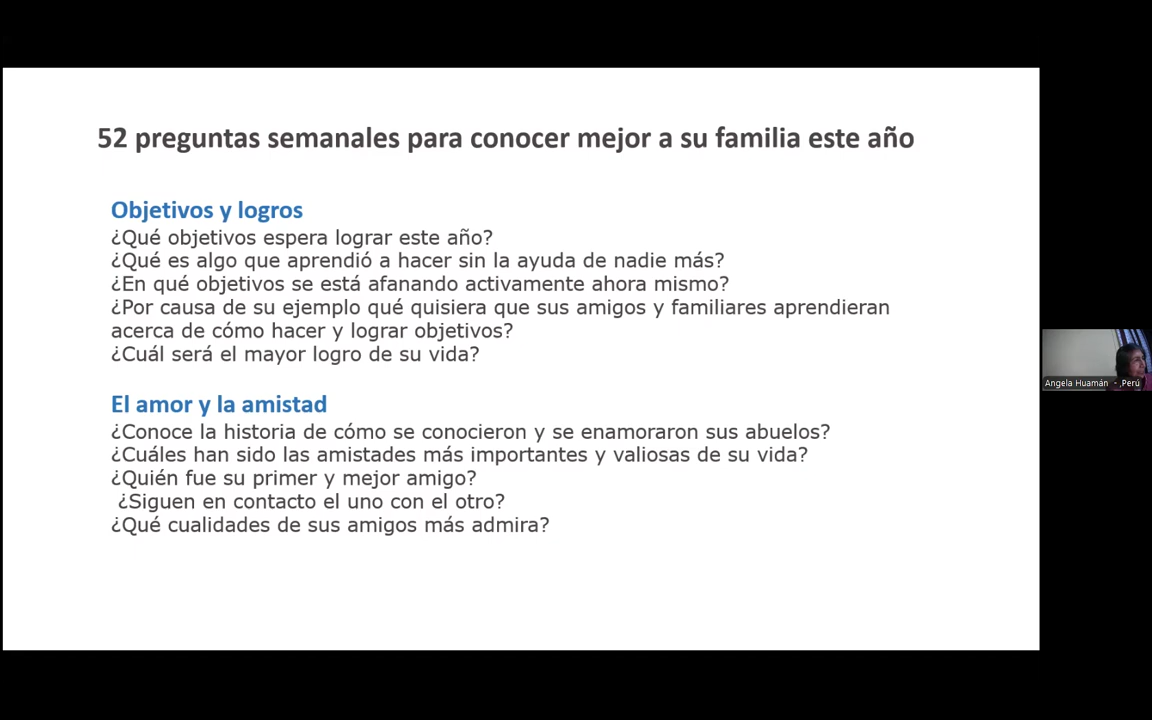 52 preguntas semanales para conocer mejor a su familia este año
Objetivos y logros
¿Qué objetivos espera lograr este año?
¿Qué es algo que aprendió a hacer sin la ayuda de nadie más?
¿En qué objetivos se está afanando activamente ahora mismo?
¿Por causa de su ejemplo qué quisiera que sus amigos y familiares aprendieran
acerca de cómo hacer y lograr objetivos?
¿Cuál será el mayor logro de su vida?
El amor y la amistad
¿Conoce la historia de cómo se conocieron y se enamoraron sus abuelos?
¿Cuáles han sido las amistades más importantes y valiosas de su vida?
¿Quién fue su primer y mejor amigo?
¿Siguen en contacto el uno con el otro?
¿Qué cualidades de sus amigos más admira?
Angela Huamán - ,Perú